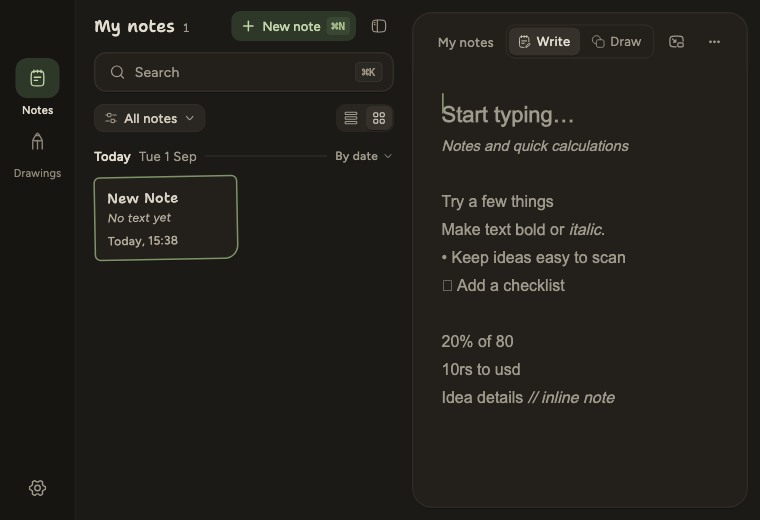 Notes
Drawings
My notes 1
New note ⌘N
Search ⌘K
All notes
Today Tue 1 Sep By date
New Note
No text yet
Today, 15:38
My notes Write Draw
Start typing...
Notes and quick calculations
Try a few things
Make text bold or italic.
• Keep ideas easy to scan
□ Add a checklist
20% of 80
10rs to usd
Idea details // inline note